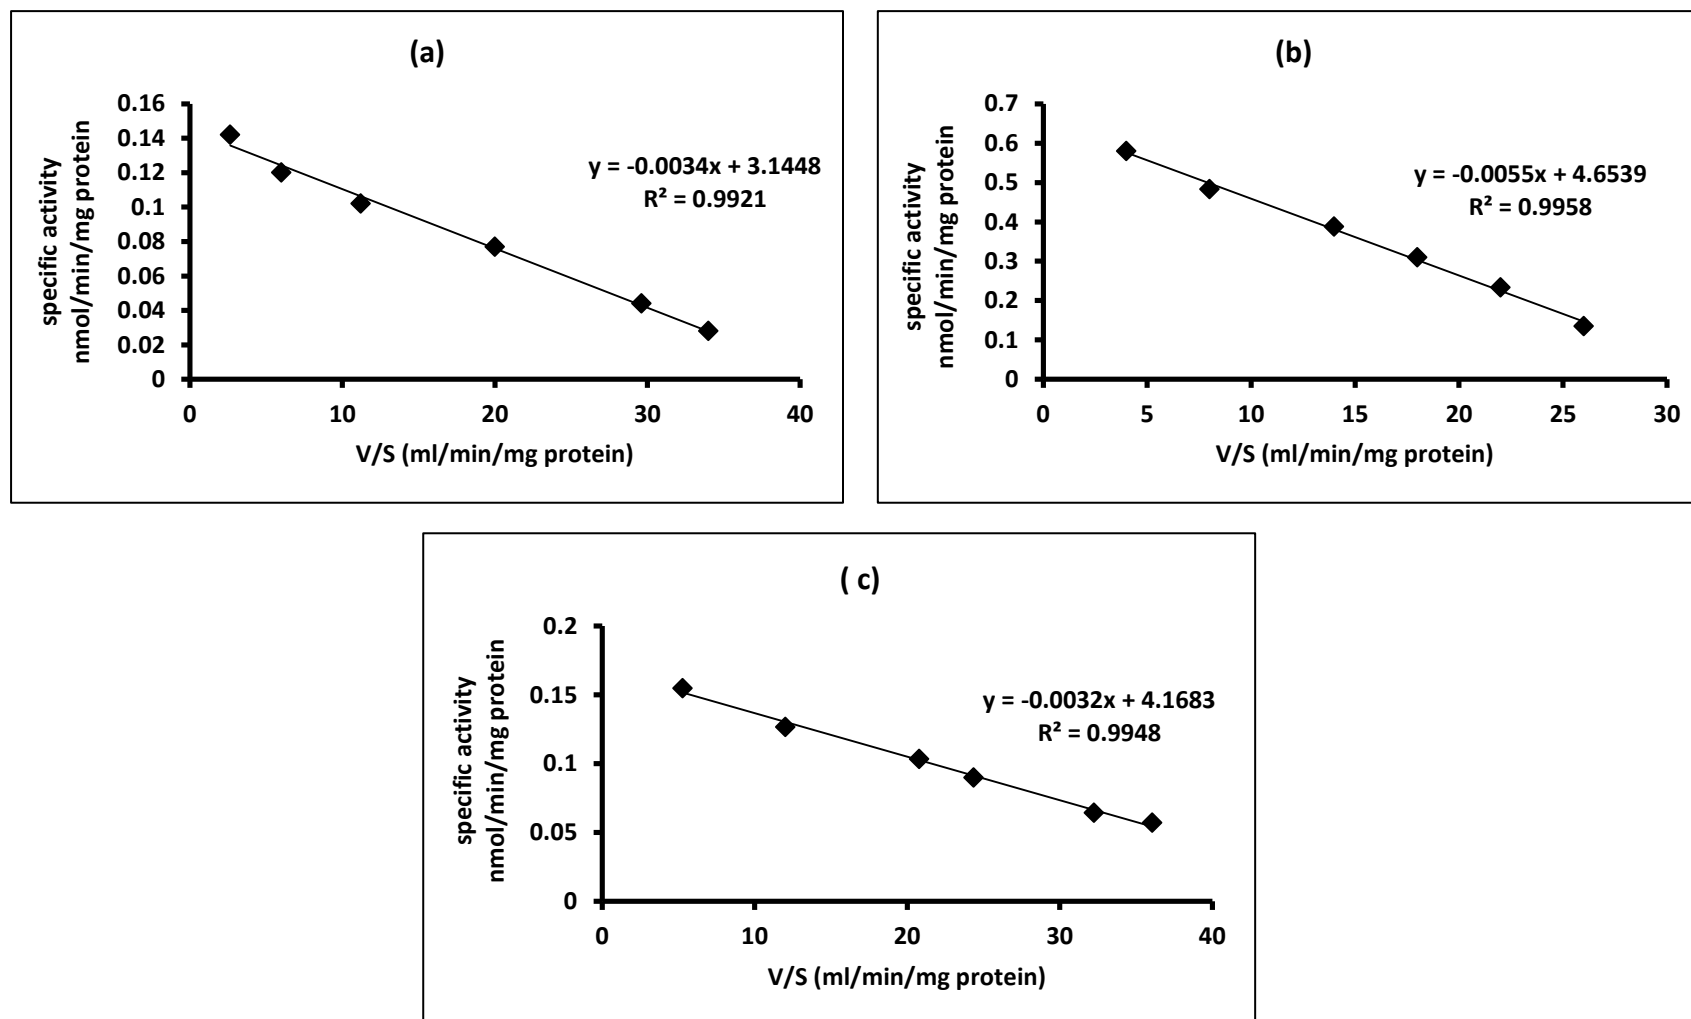 (a)
specific activity
nmol/min/mg protein
0.16
0.14
0.12
0.1
0.08
0.06
0.04
0.02
0
y = -0.0034x + 3.1448
R² = 0.9921
0 10 20 30 40
V/S (ml/min/mg protein)
(b)
specific activity
nmol/min/mg protein
0.7
0.6
0.5
0.4
0.3
0.2
0.1
0
y = -0.0055x + 4.6539
R² = 0.9958
0 5 10 15 20 25 30
V/S (ml/min/mg protein)
( c)
specific activity
nmol/min/mg protein
0.2
0.15
0.1
0.05
0
y = -0.0032x + 4.1683
R² = 0.9948
0 10 20 30 40
V/S (ml/min/mg protein)